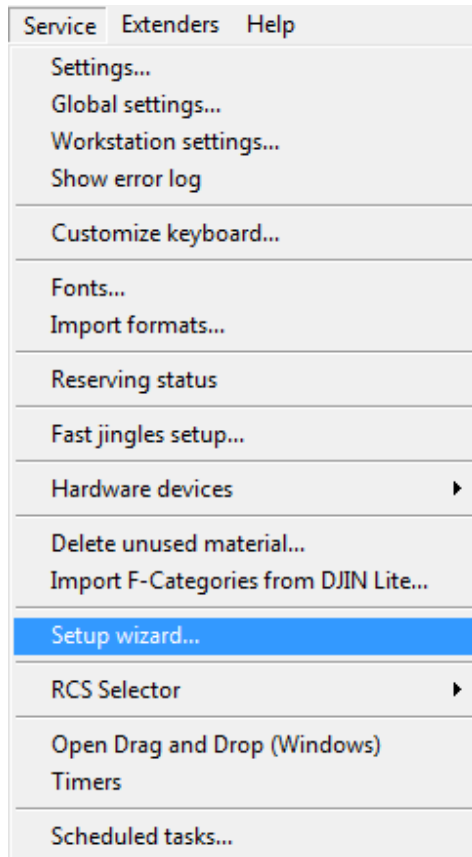 Service Extenders Help
Settings...
Global settings...
Workstation settings...
Show error log
Customize keyboard...
Fonts...
Import formats...
Reserving status
Fast jingles setup...
Hardware devices
Delete unused material...
Import F-Categories from DJIN Lite...
Setup wizard...
RCS Selector
Open Drag and Drop (Windows)
Timers
Scheduled tasks...